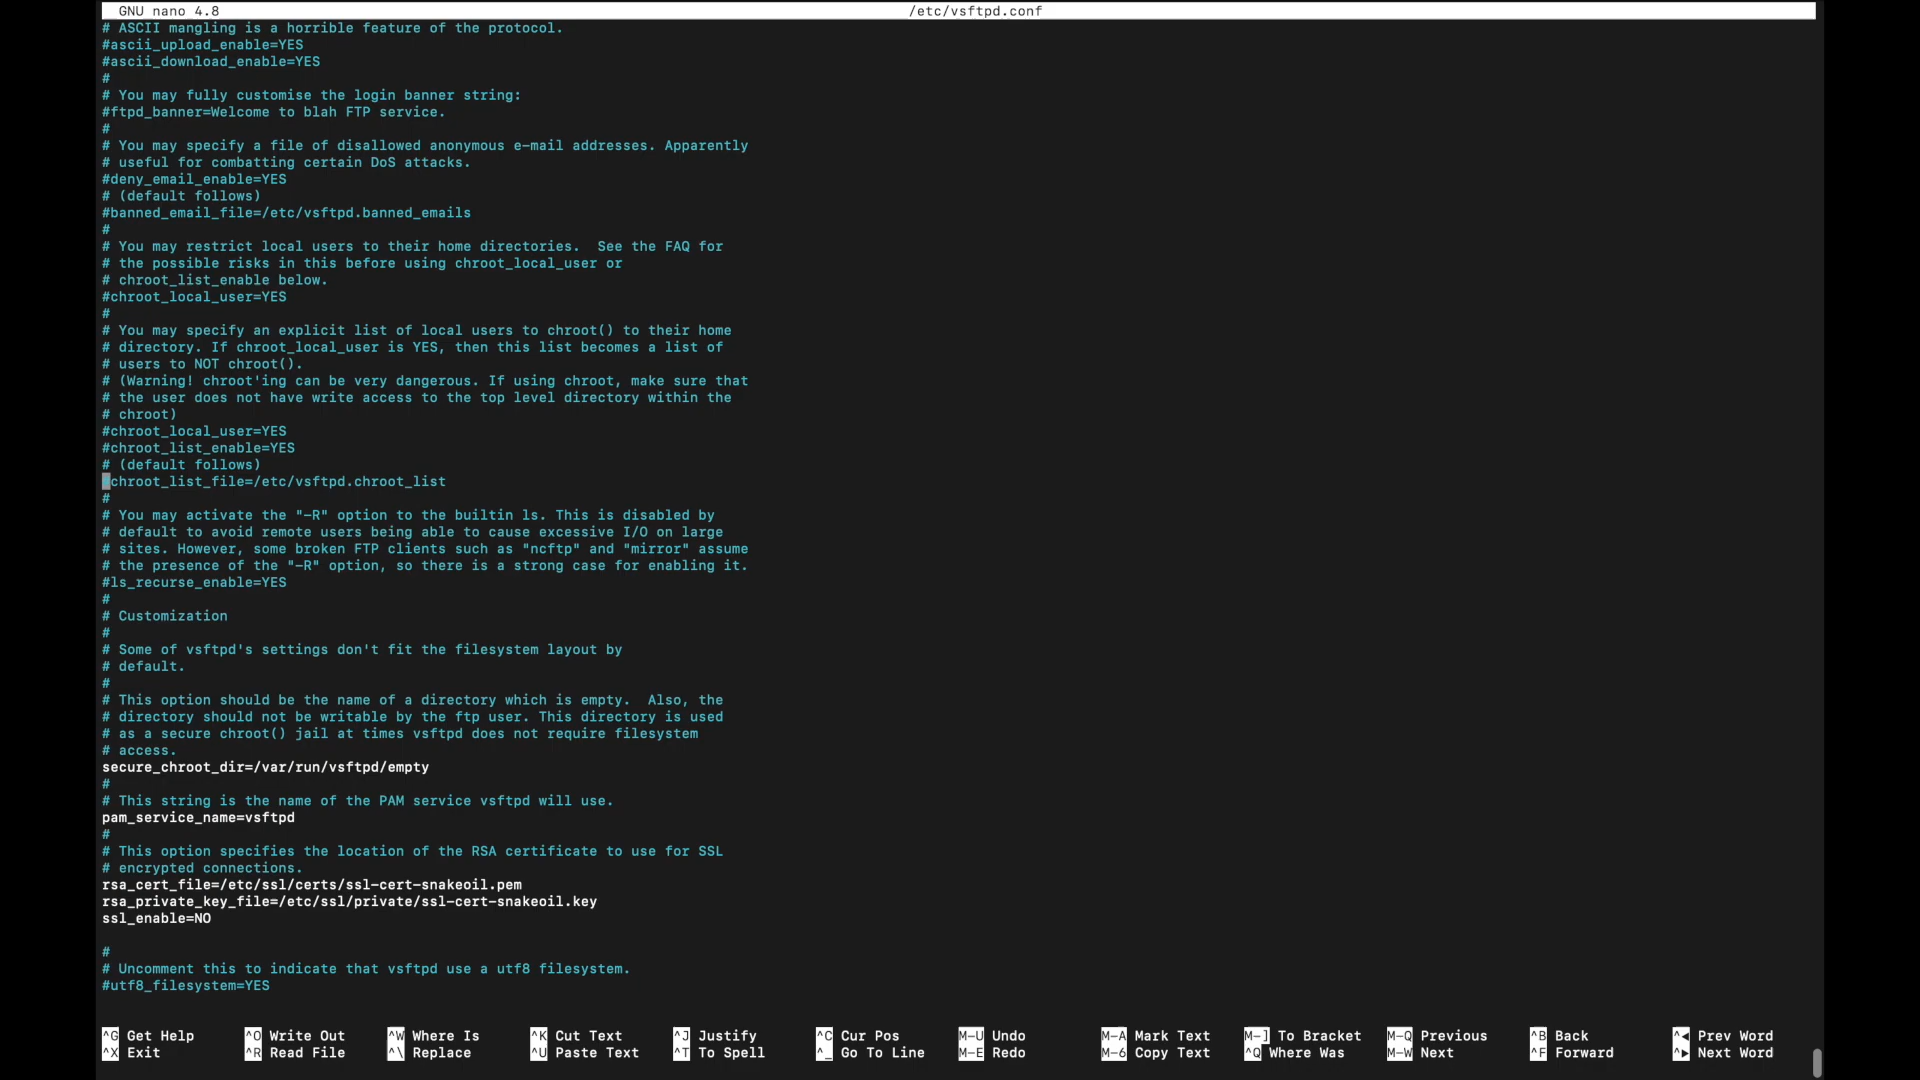 GNU nano 4.8 /etc/vsftpd.conf
# ASCII mangling is a horrible feature of the protocol.
#ascii_upload_enable=YES
#ascii_download_enable=YES
#
# You may fully customise the login banner string:
#ftpd_banner=Welcome to blah FTP service.
#
# You may specify a file of disallowed anonymous e-mail addresses. Apparently
# useful for combatting certain DoS attacks.
#deny_email_enable=YES
# (default follows)
#banned_email_file=/etc/vsftpd.banned_emails
#
# You may restrict local users to their home directories.  See the FAQ for
# the possible risks in this before using chroot_local_user or
# chroot_list_enable below.
#chroot_local_user=YES
#
# You may specify an explicit list of local users to chroot() to their home
# directory. If chroot_local_user is YES, then this list becomes a list of
# users to NOT chroot().
# (Warning! chroot'ing can be very dangerous. If using chroot, make sure that
# the user does not have write access to the top level directory within the
# chroot)
#chroot_local_user=YES
#chroot_list_enable=YES
# (default follows)
chroot_list_file=/etc/vsftpd.chroot_list
#
# You may activate the "-R" option to the builtin ls. This is disabled by
# default to avoid remote users being able to cause excessive I/O on large
# sites. However, some broken FTP clients such as "ncftp" and "mirror" assume
# the presence of the "-R" option, so there is a strong case for enabling it.
#ls_recurse_enable=YES
#
# Customization
#
# Some of vsftpd's settings don't fit the filesystem layout by
# default.
#
# This option should be the name of a directory which is empty.  Also, the
# directory should not be writable by the ftp user. This directory is used
# as a secure chroot() jail at times vsftpd does not require filesystem
# access.
secure_chroot_dir=/var/run/vsftpd/empty
#
# This string is the name of the PAM service vsftpd will use.
pam_service_name=vsftpd
#
# This option specifies the location of the RSA certificate to use for SSL
# encrypted connections.
rsa_cert_file=/etc/ssl/certs/ssl-cert-snakeoil.pem
rsa_private_key_file=/etc/ssl/private/ssl-cert-snakeoil.key
ssl_enable=NO
#
# Uncomment this to indicate that vsftpd use a utf8 filesystem.
#utf8_filesystem=YES
^G Get Help ^O Write Out ^W Where Is ^K Cut Text ^J Justify ^C Cur Pos M-U Undo M-A Mark Text M-] To Bracket M-Q Previous ^B Back ^◀ Prev Word
^X Exit ^R Read File ^\ Replace ^U Paste Text ^T To Spell ^_ Go To Line M-E Redo M-6 Copy Text ^Q Where Was M-W Next ^F Forward ^▶ Next Word